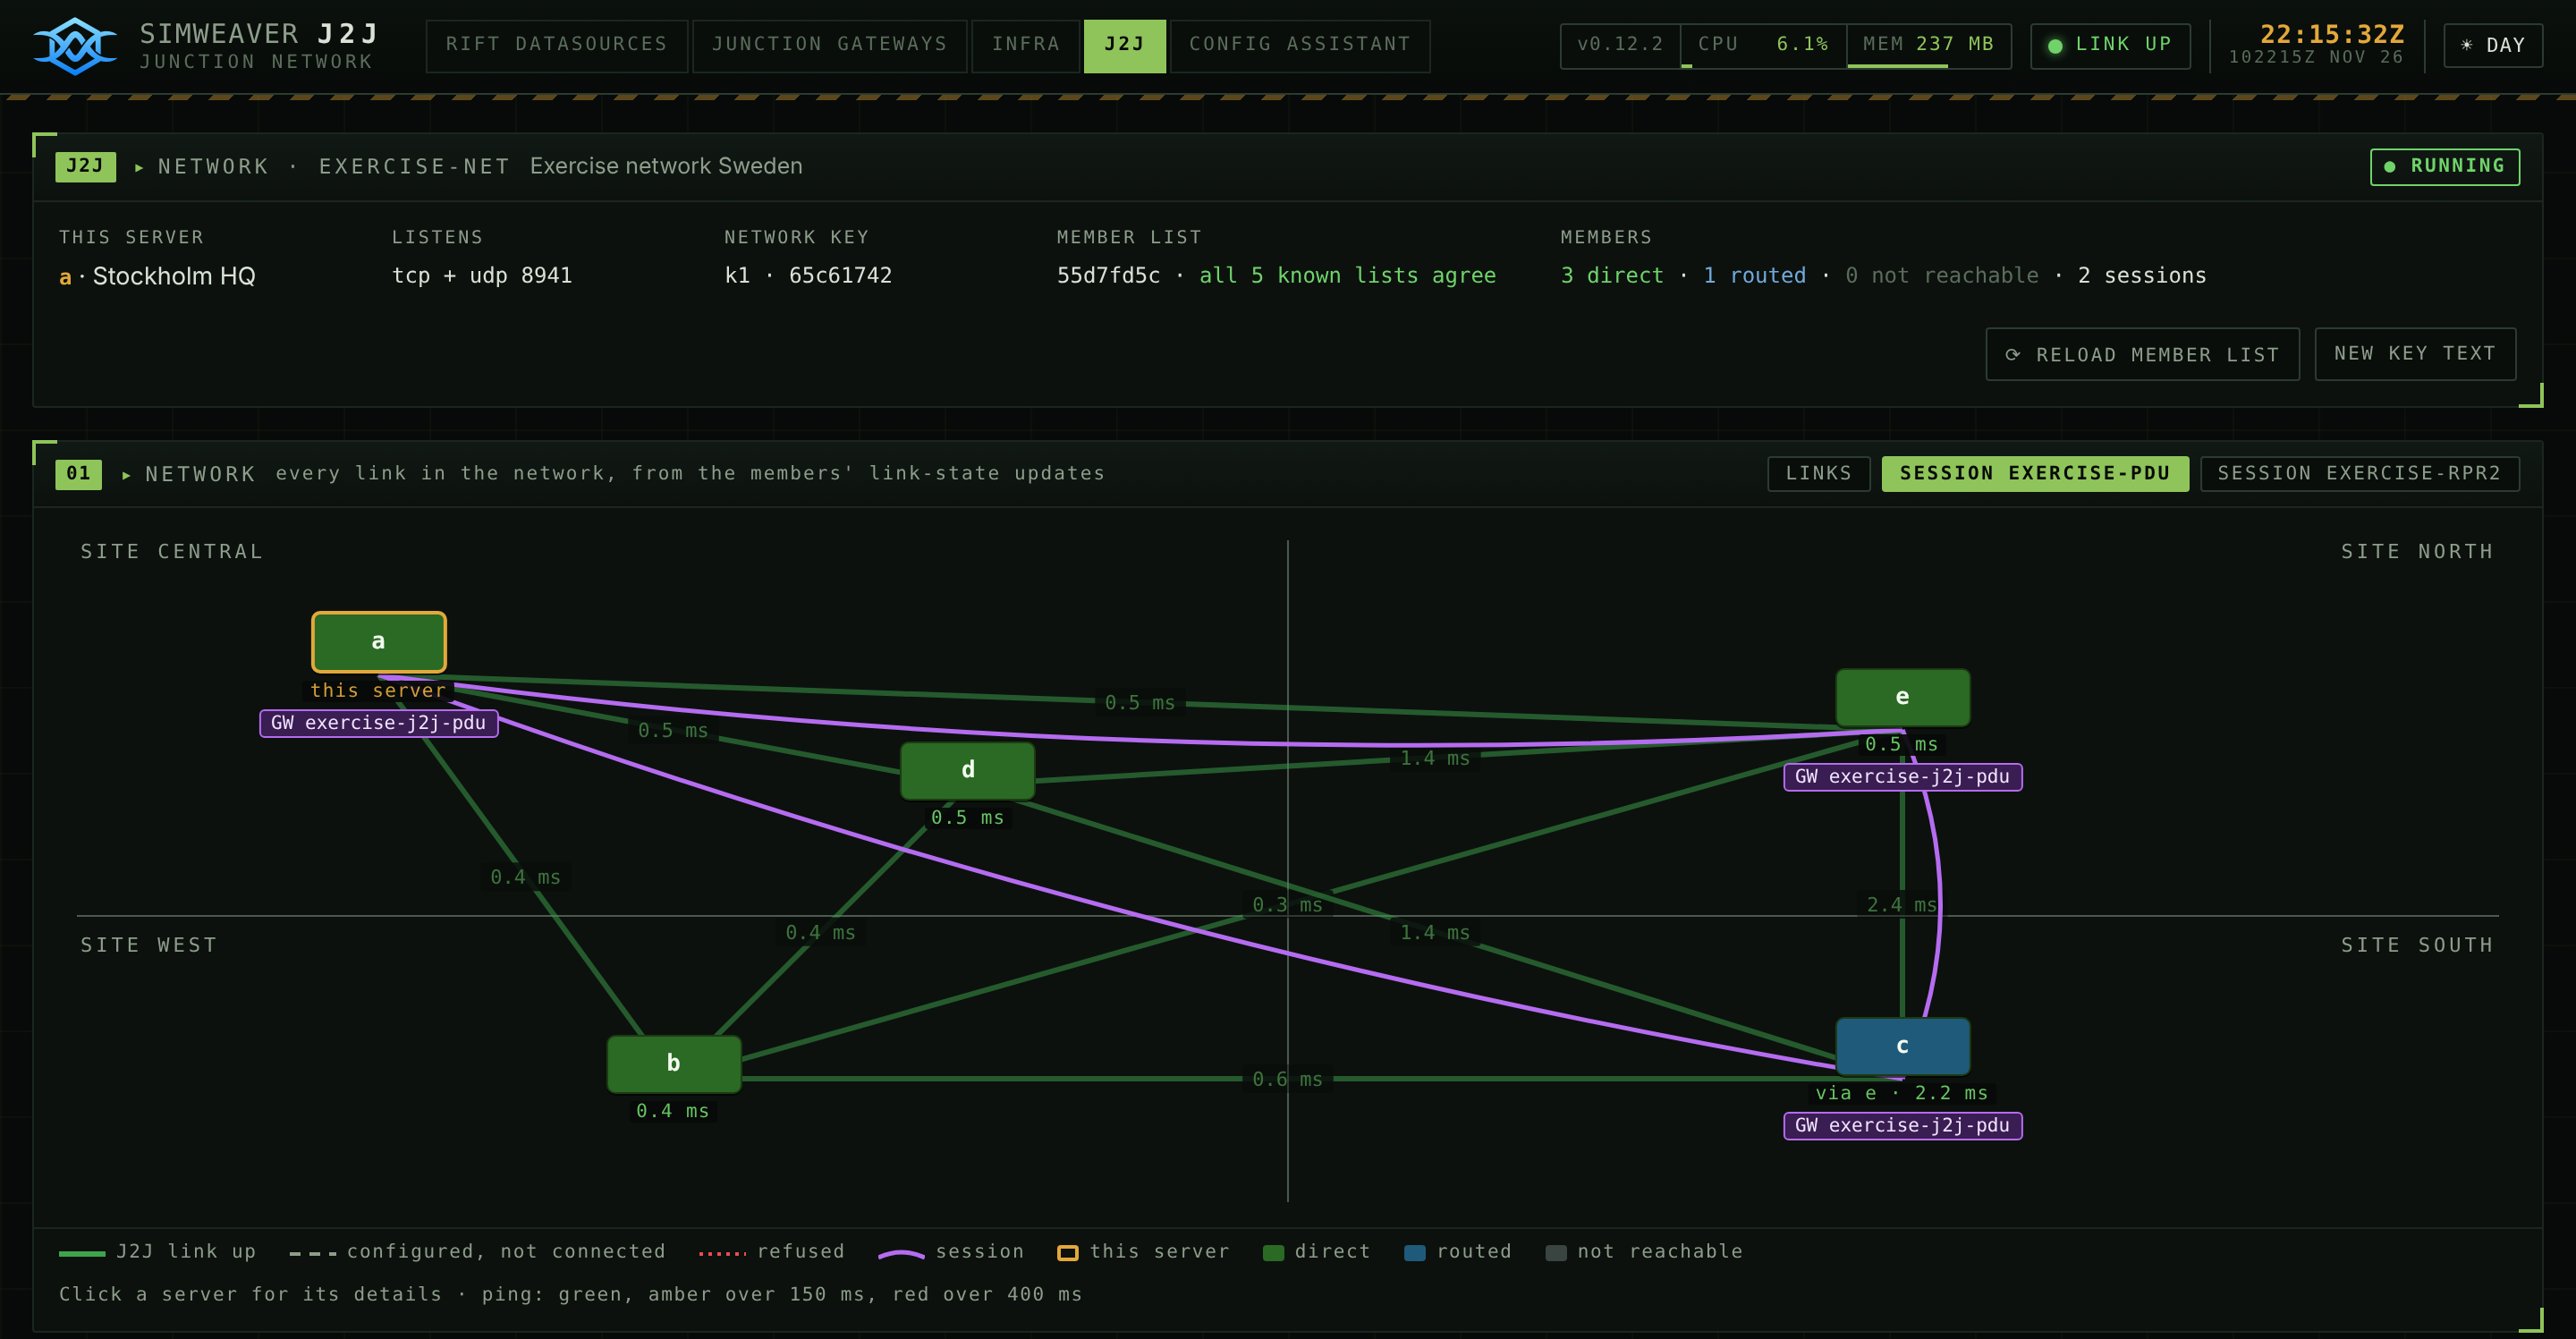 SIMWEAVER J2J
JUNCTION NETWORK
RIFT DATASOURCES
JUNCTION GATEWAYS
INFRA
J2J
CONFIG ASSISTANT
v0.12.2
CPU 6.1%
MEM 237 MB
LINK UP
22:15:32Z
102215Z NOV 26
☀ DAY
J2J ▸ NETWORK · EXERCISE-NET Exercise network Sweden
RUNNING
THIS SERVER
a · Stockholm HQ
LISTENS
tcp + udp 8941
NETWORK KEY
k1 · 65c61742
MEMBER LIST
55d7fd5c · all 5 known lists agree
MEMBERS
3 direct · 1 routed · 0 not reachable · 2 sessions
⟳ RELOAD MEMBER LIST
NEW KEY TEXT
01 ▸ NETWORK every link in the network, from the members' link-state updates
LINKS
SESSION EXERCISE-PDU
SESSION EXERCISE-RPR2
SITE CENTRAL
SITE NORTH
a
this server
GW exercise-j2j-pdu
0.5 ms
0.5 ms
e
0.5 ms
GW exercise-j2j-pdu
d
0.5 ms
1.4 ms
0.4 ms
0.3 ms
2.4 ms
0.4 ms
1.4 ms
SITE WEST
SITE SOUTH
b
0.4 ms
0.6 ms
c
via e · 2.2 ms
GW exercise-j2j-pdu
J2J link up
configured, not connected
refused
session
this server
direct
routed
not reachable
Click a server for its details · ping: green, amber over 150 ms, red over 400 ms